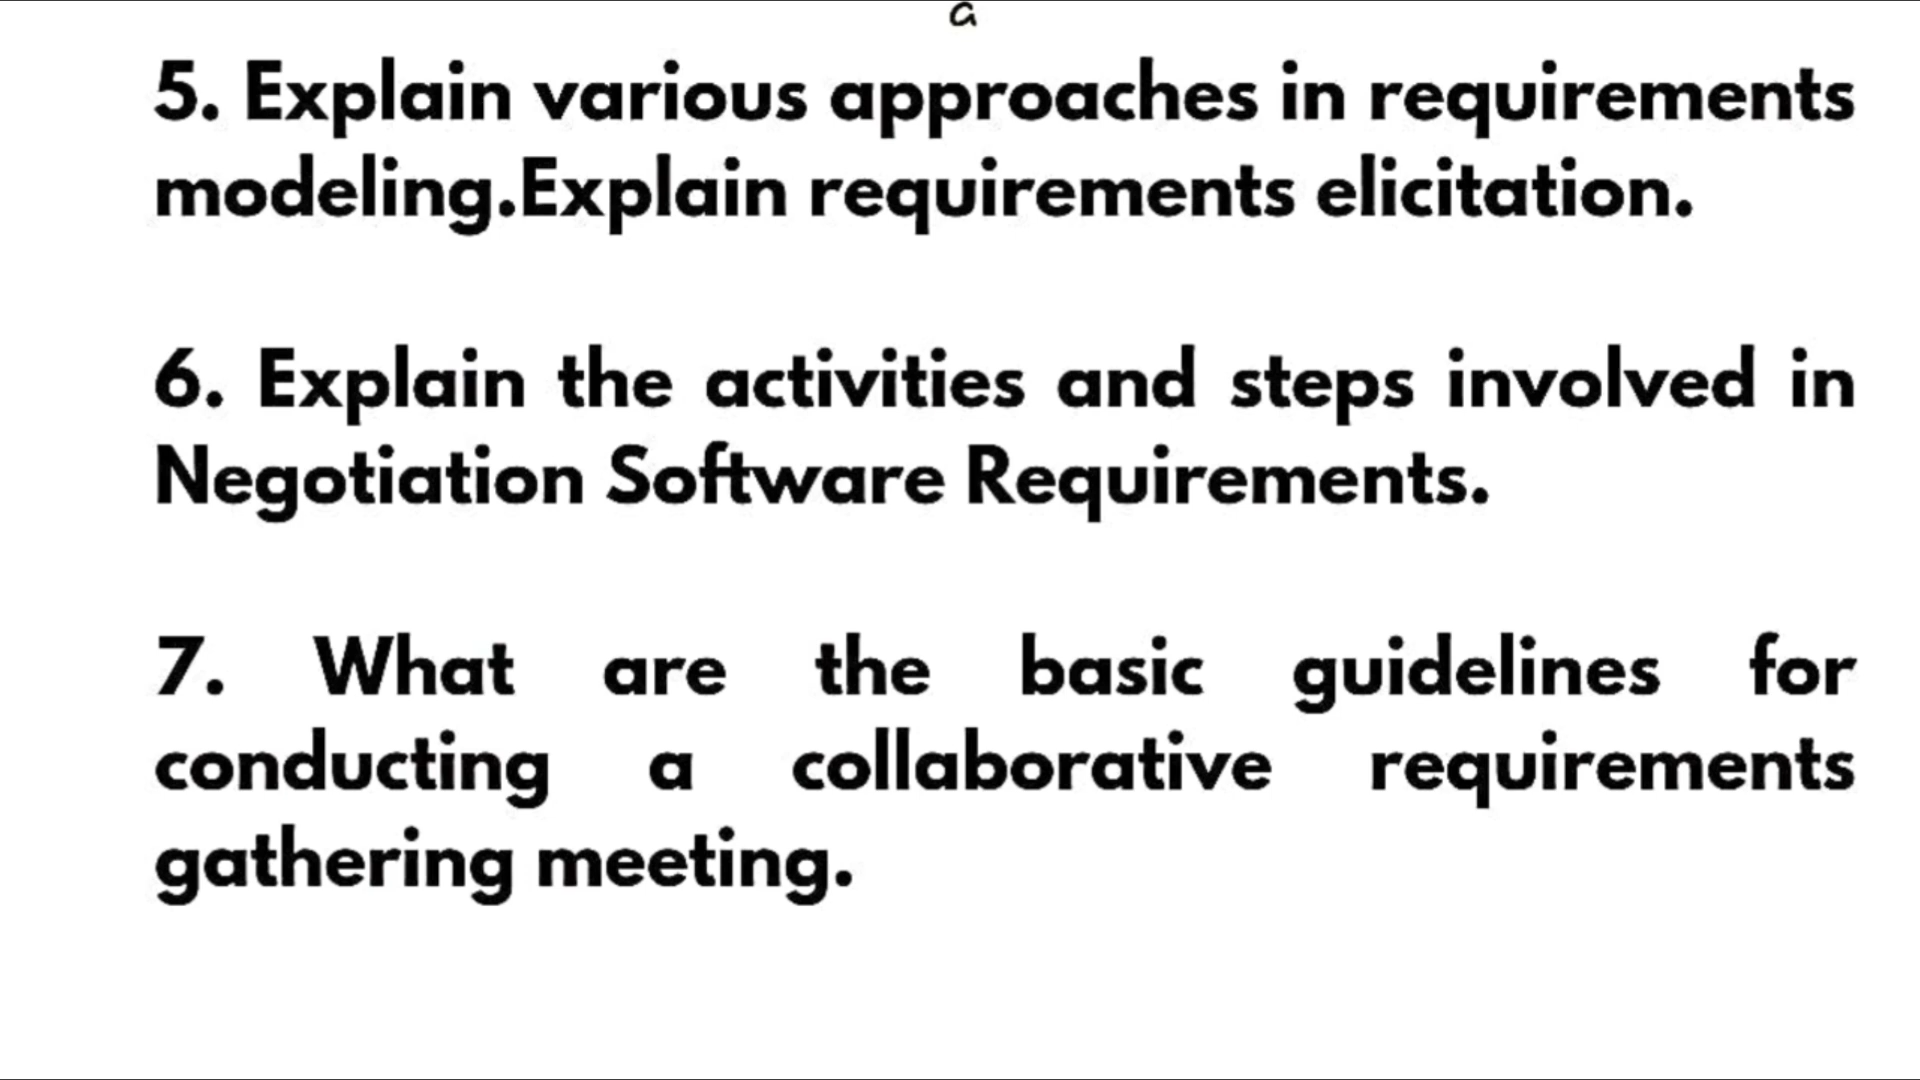 a
5. Explain various approaches in requirements
modeling.Explain requirements elicitation.
6. Explain the activities and steps involved in
Negotiation Software Requirements.
7. What are the basic guidelines for
conducting a collaborative requirements
gathering meeting.